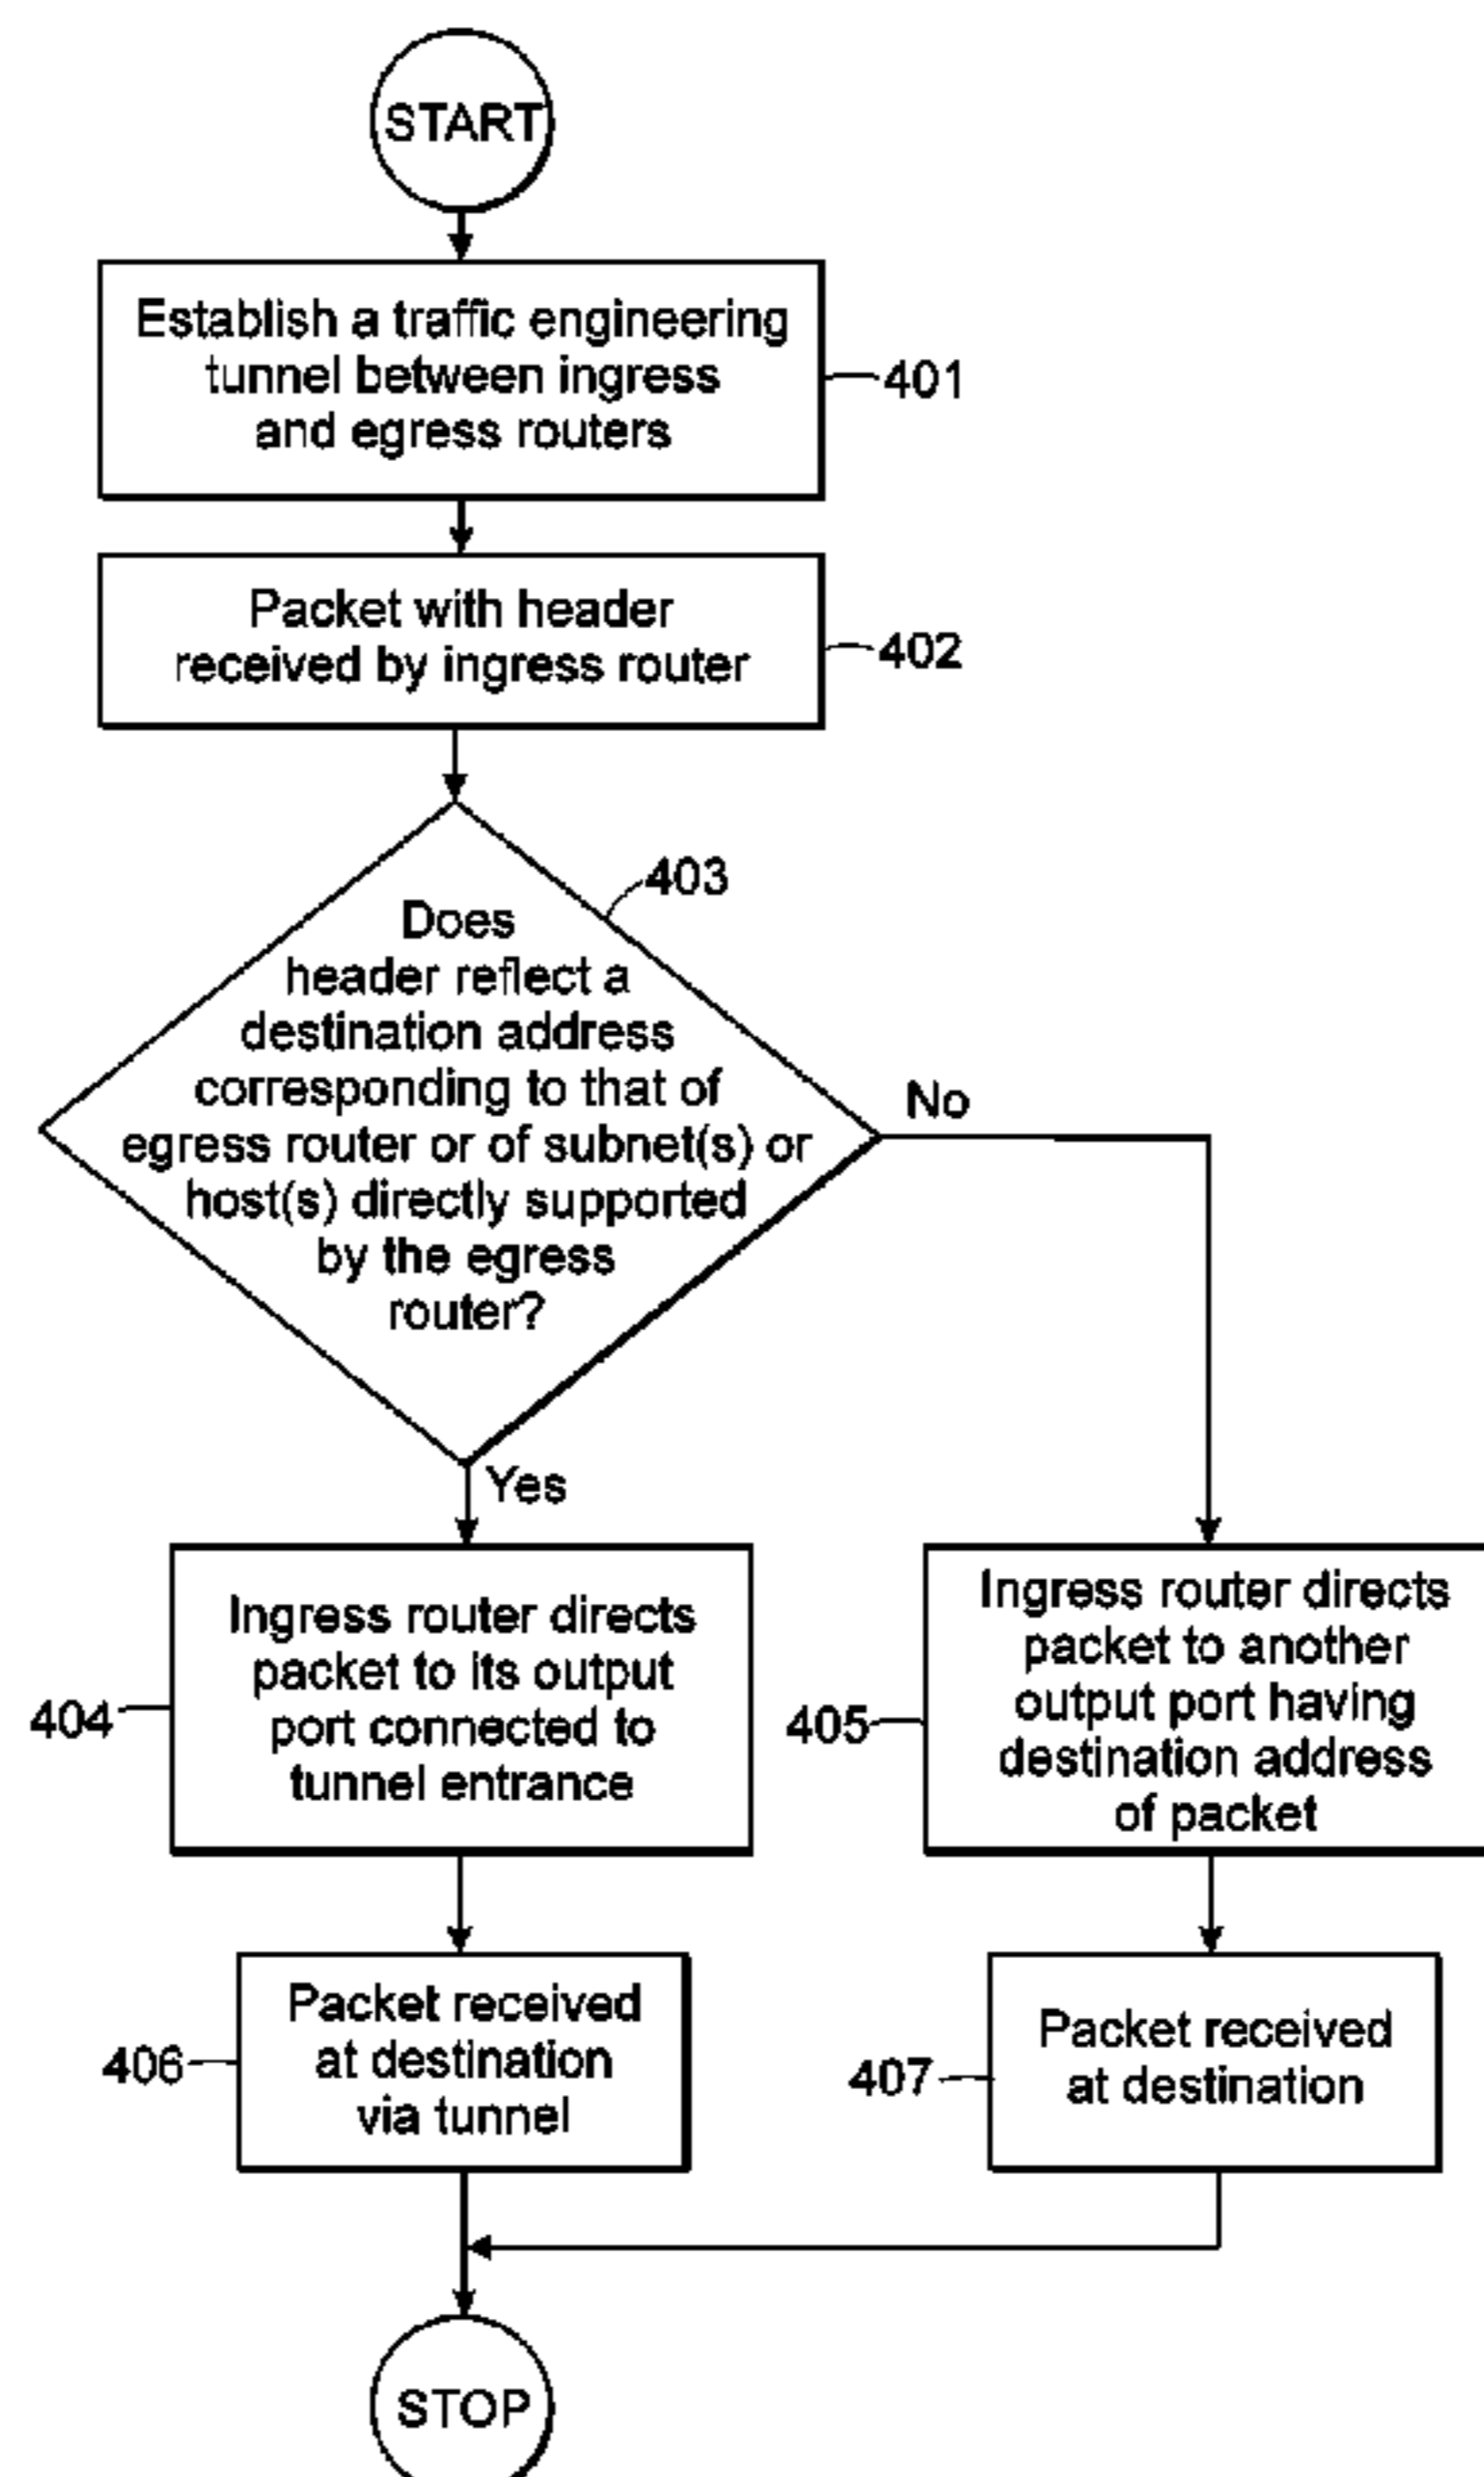 START
Establish a traffic engineering
tunnel between ingress
and egress routers
401
Packet with header
received by ingress router
402
403
Does
header reflect a
destination address
corresponding to that of
egress router or of subnet(s) or
host(s) directly supported
by the egress
router?
No
Yes
Ingress router directs
packet to its output
port connected to
tunnel entrance
404
Ingress router directs
packet to another
output port having
destination address
of packet
405
Packet received
at destination
via tunnel
406
Packet received
at destination
407
STOP